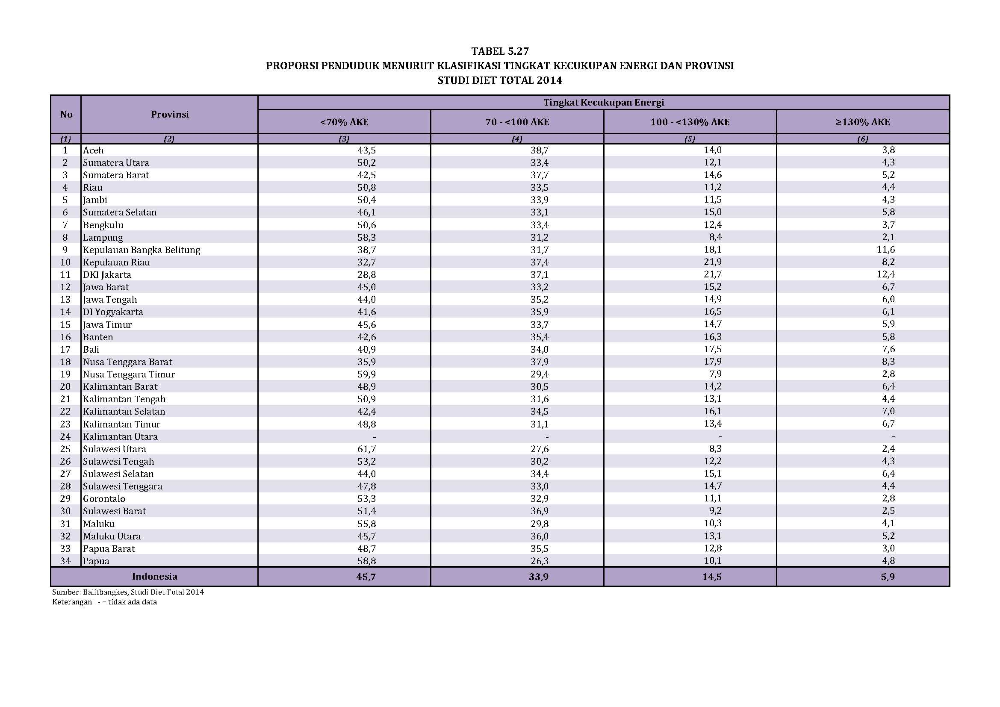 TABEL 5.27
PROPORSI PENDUDUK MENURUT KLASIFIKASI TINGKAT KECUKUPAN ENERGI DAN PROVINSI
STUDI DIET TOTAL 2014
No Provinsi Tingkat Kecukupan Energi
<70% AKE 70 - <100 AKE 100 - <130% AKE ≥130% AKE
(1) (2) (3) (4) (5) (6)
1 Aceh 43,5 38,7 14,0 3,8
2 Sumatera Utara 50,2 33,4 12,1 4,3
3 Sumatera Barat 42,5 37,7 14,6 5,2
4 Riau 50,8 33,5 11,2 4,4
5 Jambi 50,4 33,9 11,5 4,3
6 Sumatera Selatan 46,1 33,1 15,0 5,8
7 Bengkulu 50,6 33,4 12,4 3,7
8 Lampung 58,3 31,2 8,4 2,1
9 Kepulauan Bangka Belitung 38,7 31,7 18,1 11,6
10 Kepulauan Riau 32,7 37,4 21,9 8,2
11 DKI Jakarta 28,8 37,1 21,7 12,4
12 Jawa Barat 45,0 33,2 15,2 6,7
13 Jawa Tengah 44,0 35,2 14,9 6,0
14 DI Yogyakarta 41,6 35,9 16,5 6,1
15 Jawa Timur 45,6 33,7 14,7 5,9
16 Banten 42,6 35,4 16,3 5,8
17 Bali 40,9 34,0 17,5 7,6
18 Nusa Tenggara Barat 35,9 37,9 17,9 8,3
19 Nusa Tenggara Timur 59,9 29,4 7,9 2,8
20 Kalimantan Barat 48,9 30,5 14,2 6,4
21 Kalimantan Tengah 50,9 31,6 13,1 4,4
22 Kalimantan Selatan 42,4 34,5 16,1 7,0
23 Kalimantan Timur 48,8 31,1 13,4 6,7
24 Kalimantan Utara - - - -
25 Sulawesi Utara 61,7 27,6 8,3 2,4
26 Sulawesi Tengah 53,2 30,2 12,2 4,3
27 Sulawesi Selatan 44,0 34,4 15,1 6,4
28 Sulawesi Tenggara 47,8 33,0 14,7 4,4
29 Gorontalo 53,3 32,9 11,1 2,8
30 Sulawesi Barat 51,4 36,9 9,2 2,5
31 Maluku 55,8 29,8 10,3 4,1
32 Maluku Utara 45,7 36,0 13,1 5,2
33 Papua Barat 48,7 35,5 12,8 3,0
34 Papua 58,8 26,3 10,1 4,8
Indonesia 45,7 33,9 14,5 5,9
Sumber: Balitbangkes, Studi Diet Total 2014
Keterangan: - = tidak ada data